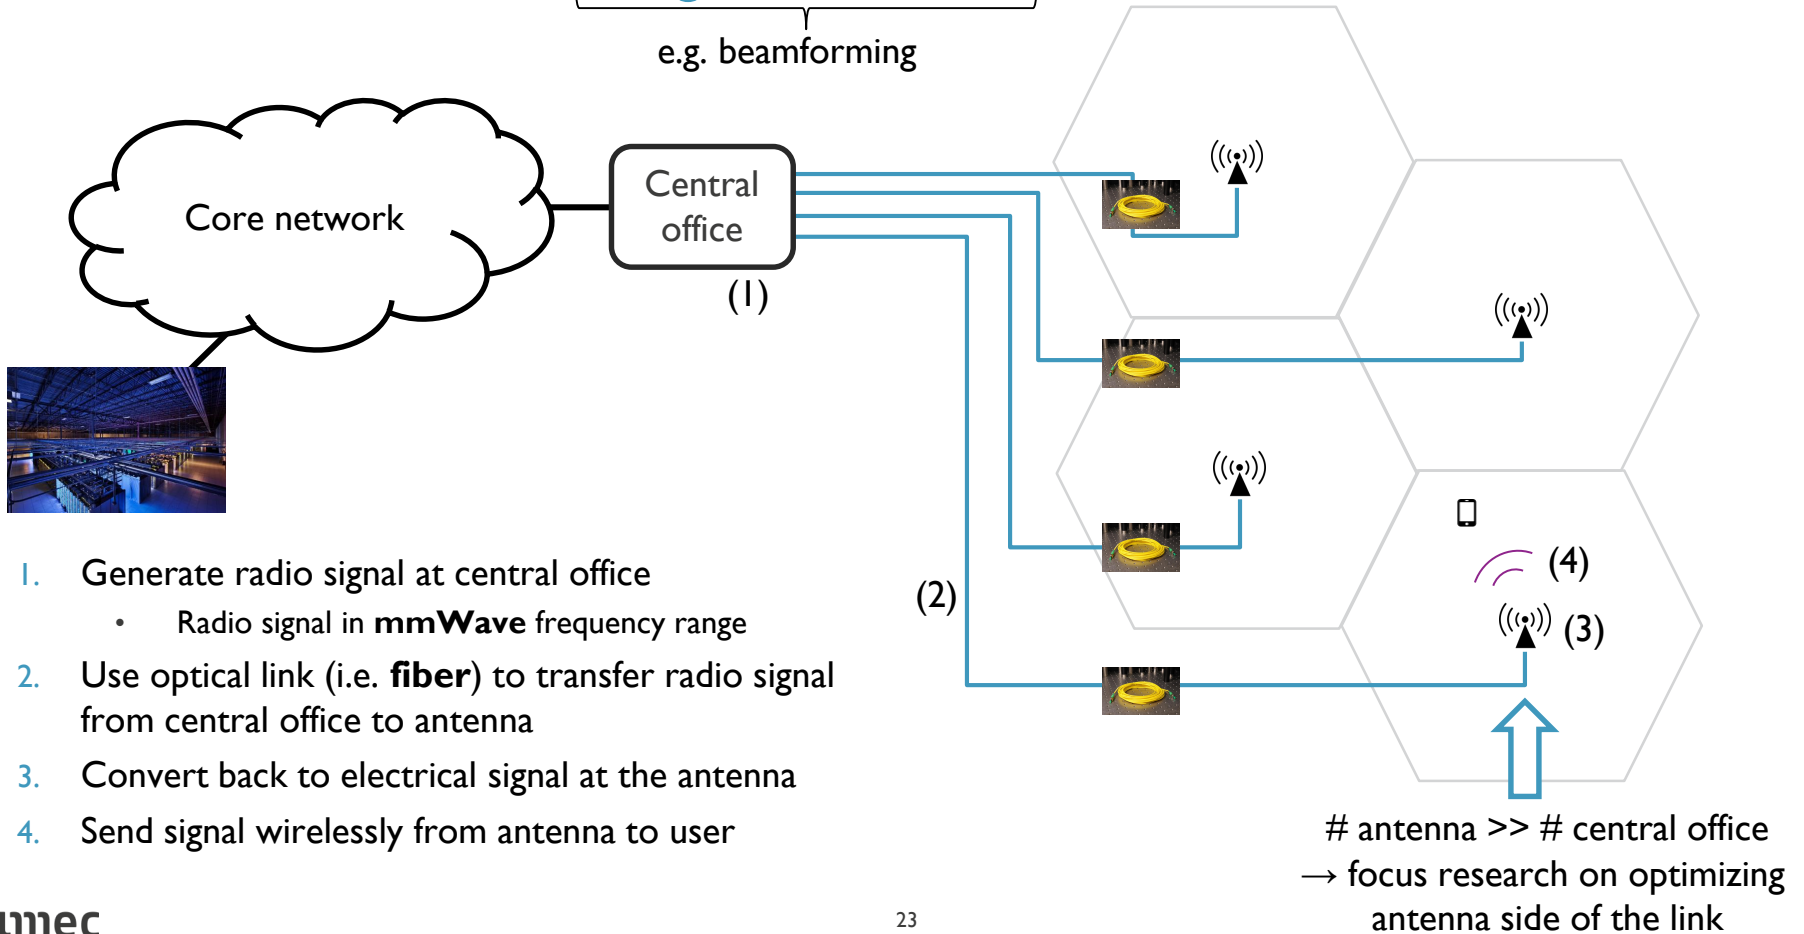 e.g. beamforming
Core network
Central
office
(1)
(2)
(4)
(3)
1. Generate radio signal at central office
• Radio signal in mmWave frequency range
2. Use optical link (i.e. fiber) to transfer radio signal
from central office to antenna
3. Convert back to electrical signal at the antenna
4. Send signal wirelessly from antenna to user
# antenna >> # central office
→ focus research on optimizing
antenna side of the link
umec
23